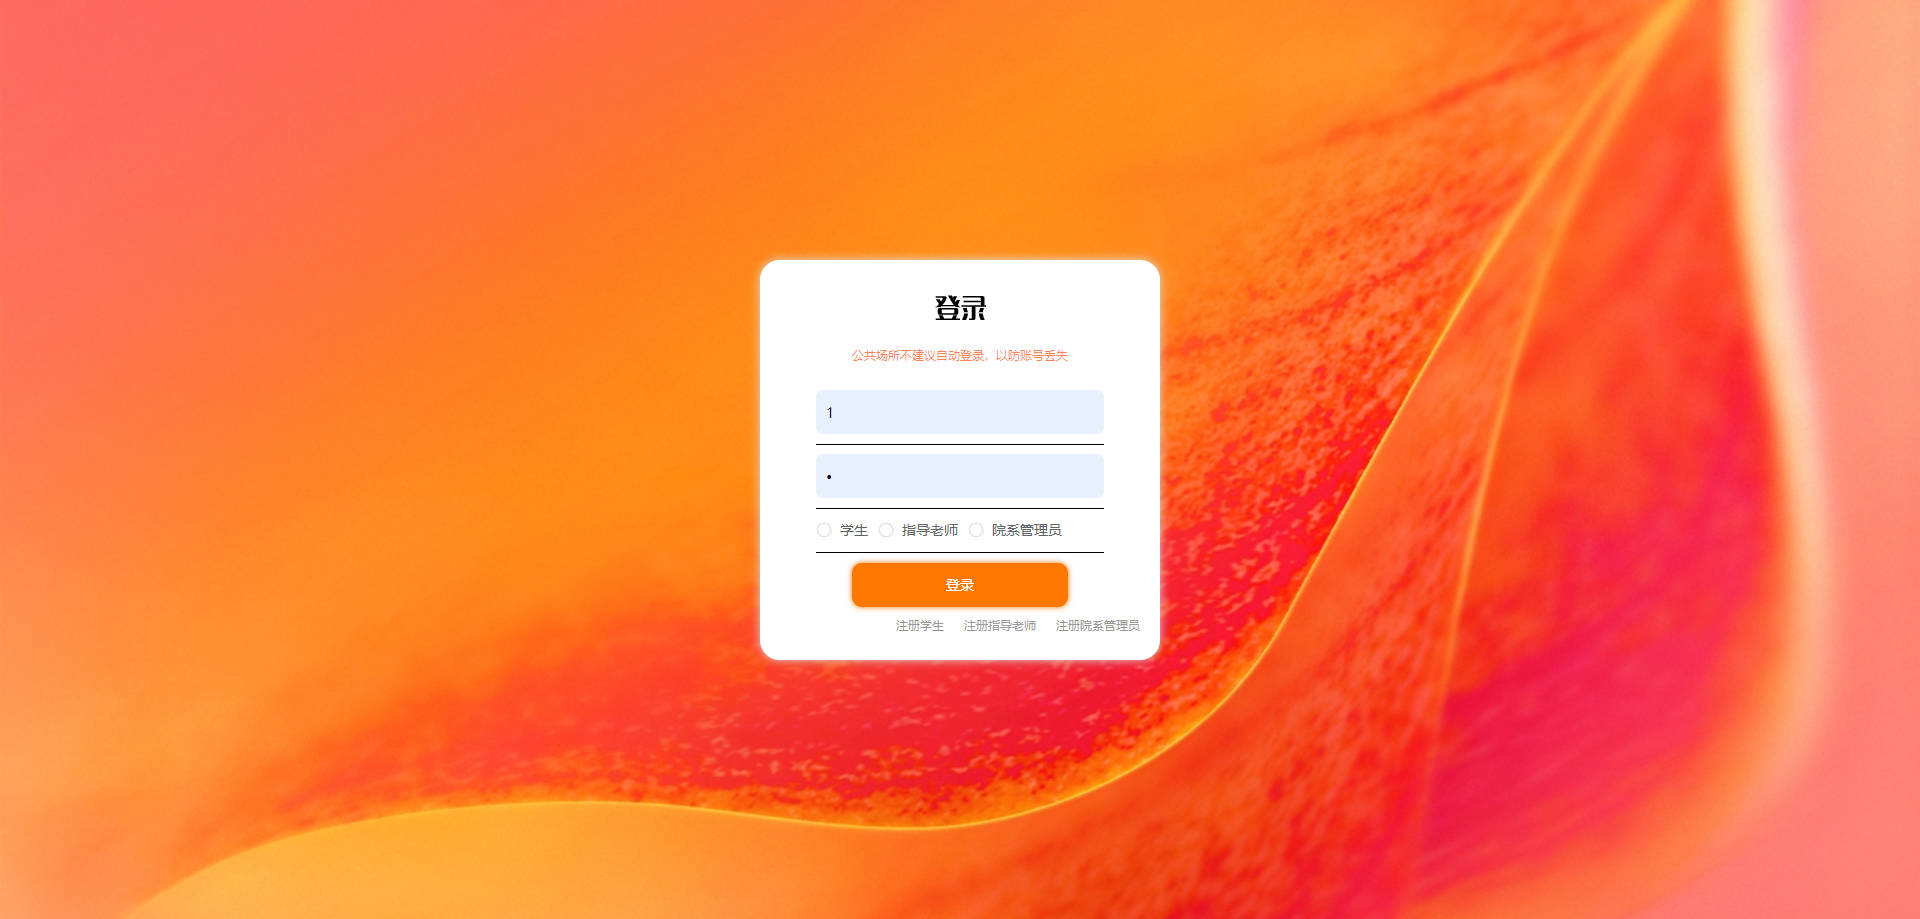 登录
公共场所不建议自动登录，以防账号丢失
1
•
学生 指导老师 院系管理员
登录
注册学生 注册指导老师 注册院系管理员